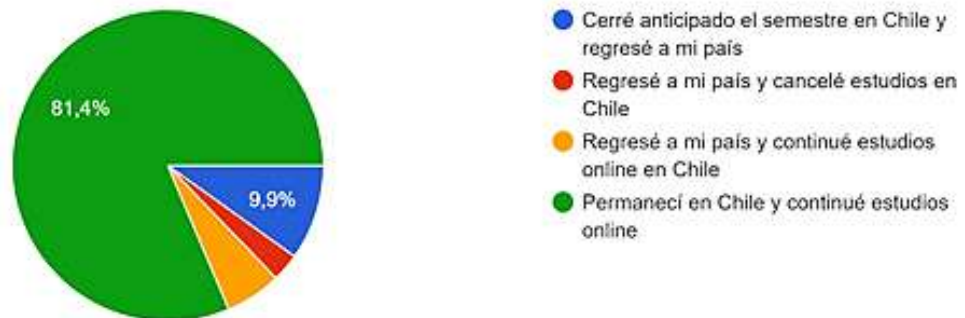 81,4%
9,9%
Cerré anticipado el semestre en Chile y
regresé a mi país
Regresé a mi país y cancelé estudios en
Chile
Regresé a mi país y continué estudios
online en Chile
Permanecí en Chile y continué estudios
online